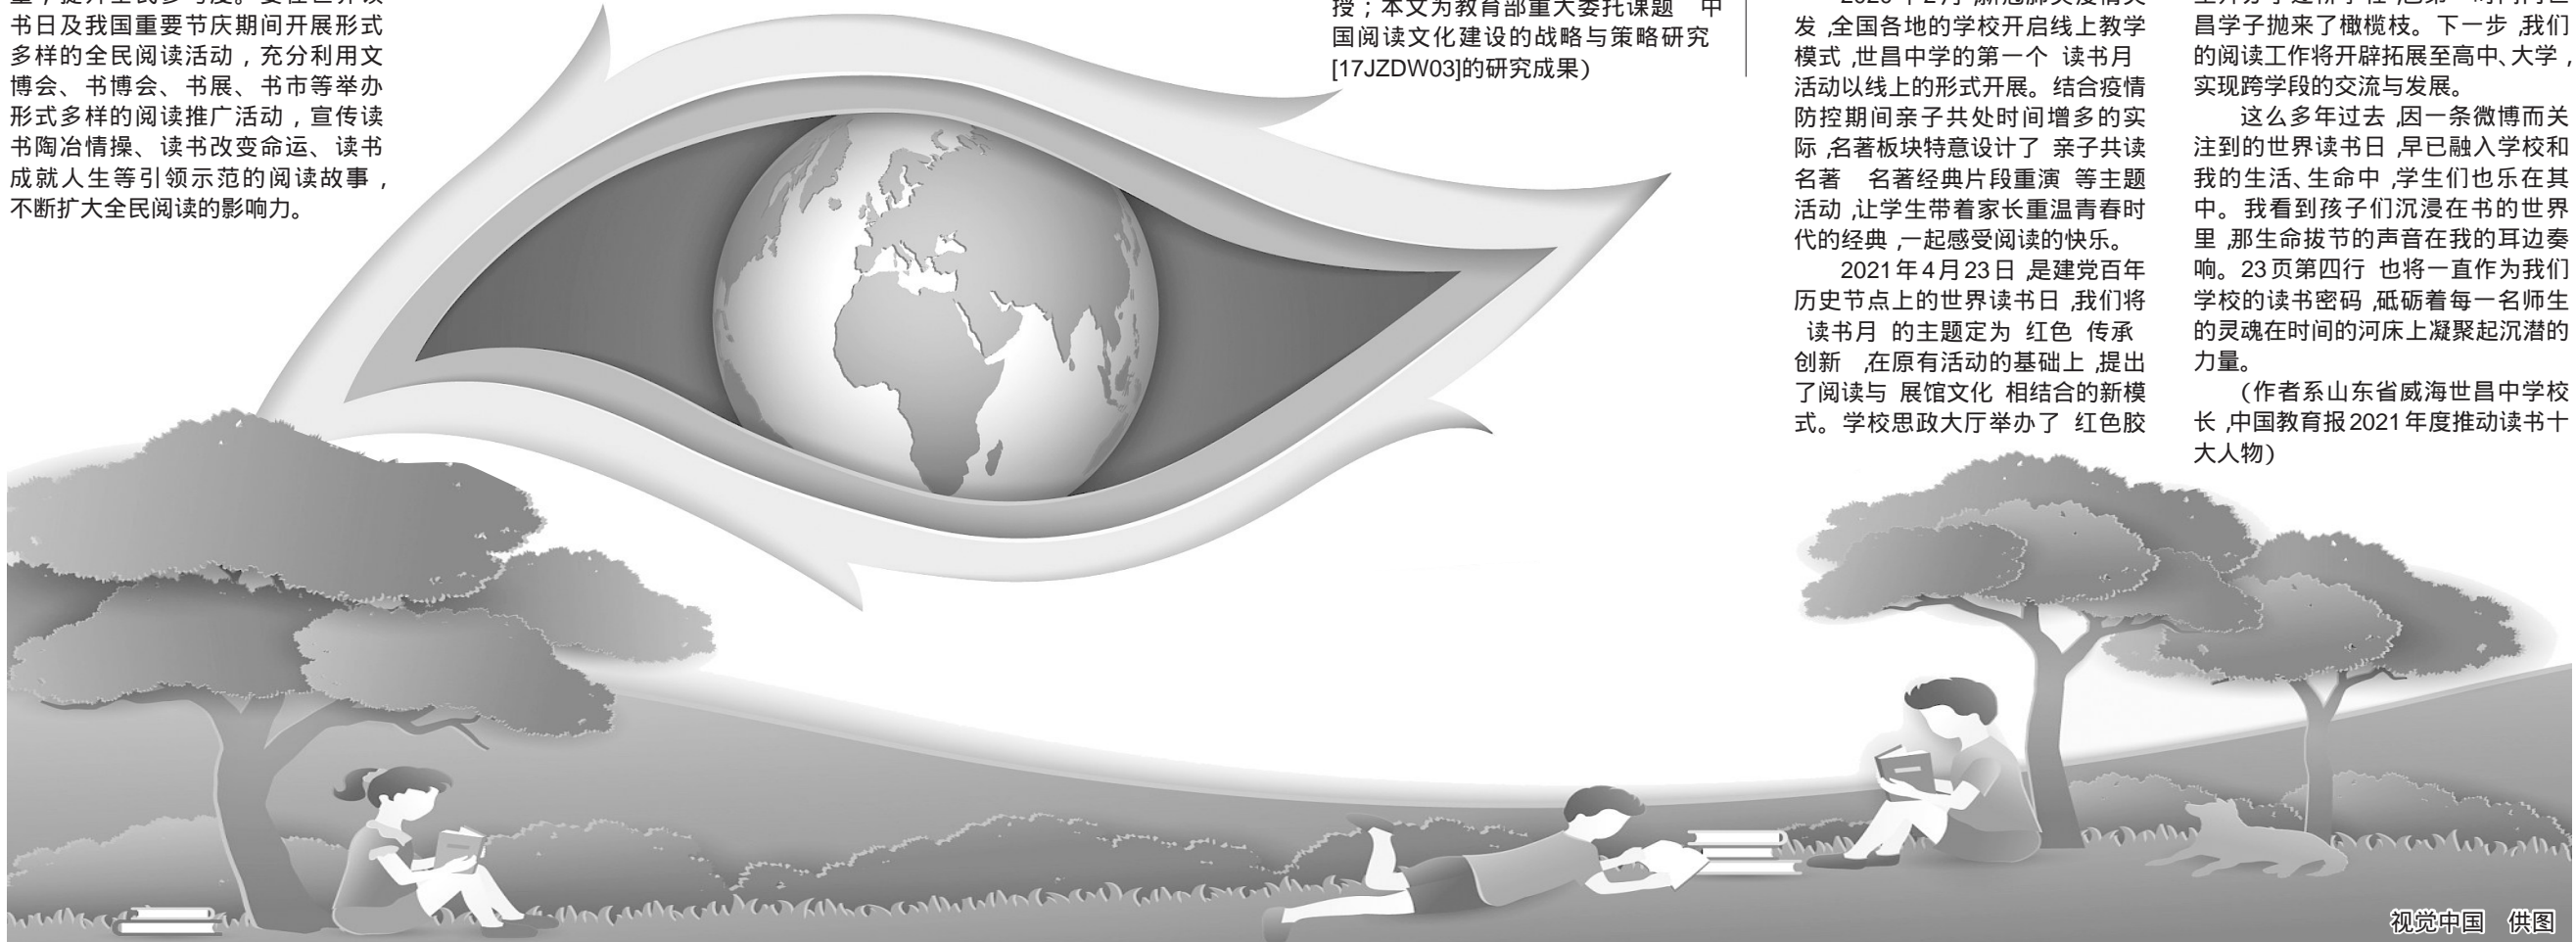 书日及我国重要节庆期间开展形式
多样的全民阅读活动，充分利用文
博会、书博会、书展、书市等举办
形式多样的阅读推广活动，宣传读
书陶冶情操、读书改变命运、读书
成就人生等引领示范的阅读故事，
不断扩大全民阅读的影响力。
授；本文为教育部重大委托课题 中
国阅读文化建设的战略与策略研究
[17JZDW03]的研究成果）
发,全国各地的学校开启线上教学
模式,世昌中学的第一个 读书月
活动以线上的形式开展。结合疫情
防控期间亲子共处时间增多的实
际,名著板块特意设计了 亲子共读
名著 名著经典片段重演 等主题
活动,让学生带着家长重温青春时
代的经典,一起感受阅读的快乐。
2021年4月23日,是建党百年
历史节点上的世界读书日,我们将
读书月 的主题定为 红色 传承
创新 ,在原有活动的基础上,提出
了阅读与 展馆文化 相结合的新模
式。学校思政大厅举办了 红色胶
昌学子抛来了橄榄枝。下一步,我们
的阅读工作将开辟拓展至高中、大学，
实现跨学段的交流与发展。
这么多年过去,因一条微博而关
注到的世界读书日,早已融入学校和
我的生活、生命中,学生们也乐在其
中。我看到孩子们沉浸在书的世界
里,那生命拔节的声音在我的耳边奏
响。23页第四行 也将一直作为我们
学校的读书密码,砥砺着每一名师生
的灵魂在时间的河床上凝聚起沉潜的
力量。
（作者系山东省威海世昌中学校
长,中国教育报2021年度推动读书十
大人物）
视觉中国 供图